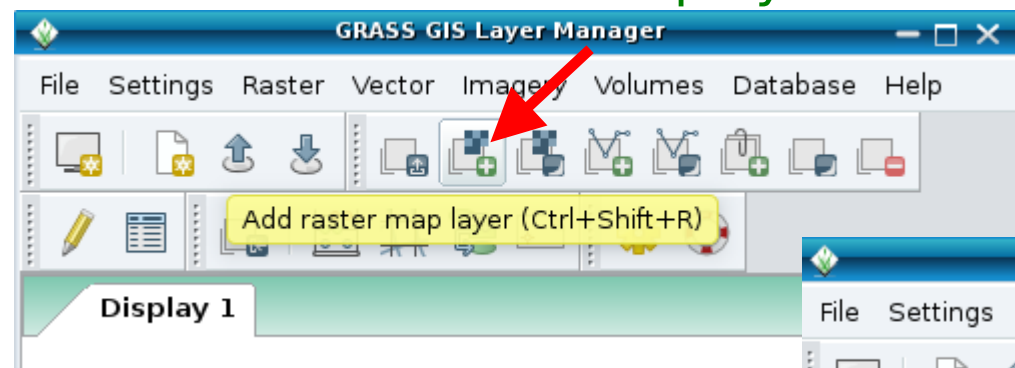 GRASS GIS Layer Manager
File Settings Raster Vector Imagery Volumes Database Help
Add raster map layer (Ctrl+Shift+R)
Display 1
File Settings